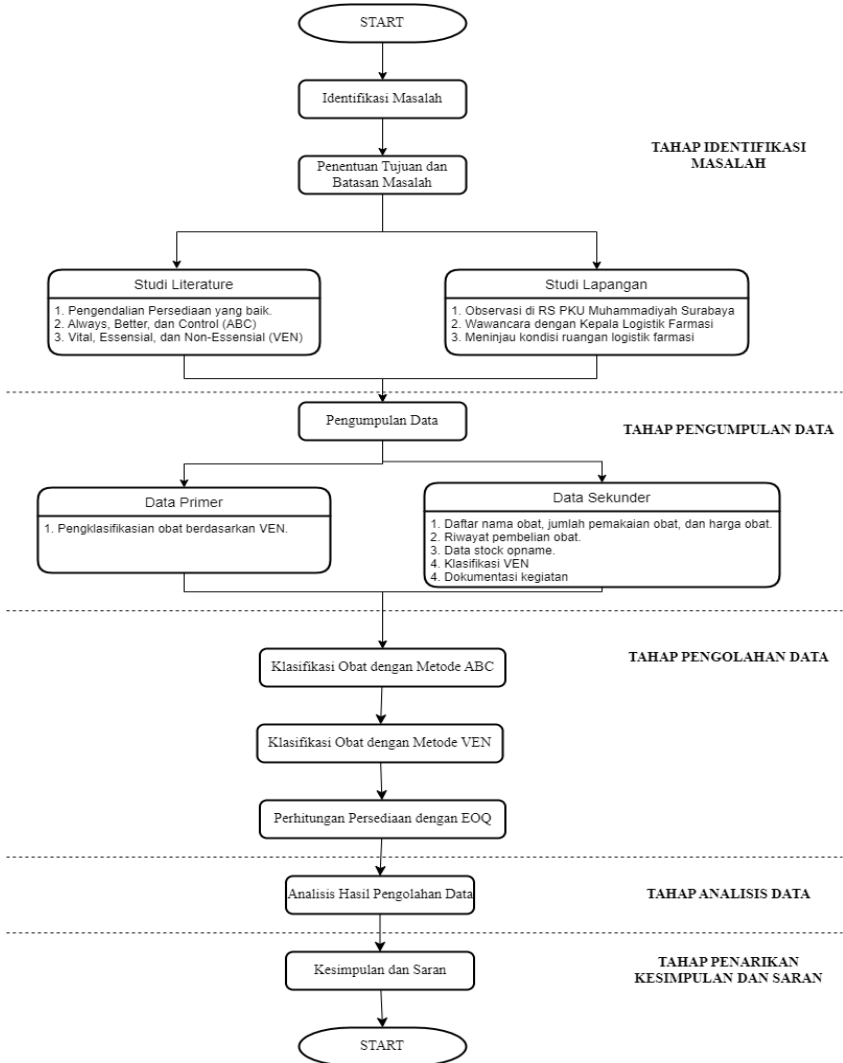 START
Identifikasi Masalah
TAHAP IDENTIFIKASI
MASALAH
Penentuan Tujuan dan
Batasan Masalah
Studi Literature
1. Pengendalian Persediaan yang baik.
2. Always, Better, dan Control (ABC)
3. Vital, Essensial, dan Non-Essensial (VEN)
Studi Lapangan
1. Observasi di RS PKU Muhammadiyah Surabaya
2. Wawancara dengan Kepala Logistik Farmasi
3. Meninjau kondisi ruangan logistik farmasi
Pengumpulan Data
TAHAP PENGUMPULAN DATA
Data Primer
1. Pengklasifikasian obat berdasarkan VEN.
Data Sekunder
1. Daftar nama obat, jumlah pemakaian obat, dan harga obat.
2. Riwayat pembelian obat.
3. Data stock opname.
4. Klasifikasi VEN
4. Dokumentasi kegiatan
TAHAP PENGOLAHAN DATA
Klasifikasi Obat dengan Metode ABC
Klasifikasi Obat dengan Metode VEN
Perhitungan Persediaan dengan EOQ
Analisis Hasil Pengolahan Data
TAHAP ANALISIS DATA
Kesimpulan dan Saran
TAHAP PENARIKAN
KESIMPULAN DAN SARAN
START